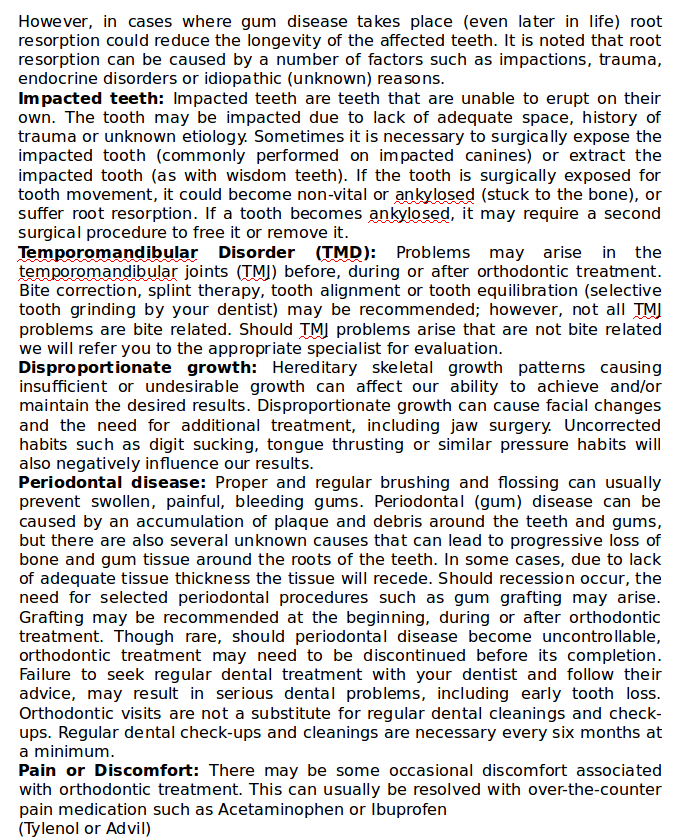 However, in cases where gum disease takes place (even later in life) root
resorption could reduce the longevity of the affected teeth. It is noted that root
resorption can be caused by a number of factors such as impactions, trauma,
endocrine disorders or idiopathic (unknown) reasons.
Impacted teeth: Impacted teeth are teeth that are unable to erupt on their
own. The tooth may be impacted due to lack of adequate space, history of
trauma or unknown etiology. Sometimes it is necessary to surgically expose the
impacted tooth (commonly performed on impacted canines) or extract the
impacted tooth (as with wisdom teeth). If the tooth is surgically exposed for
tooth movement, it could become non-vital or ankylosed (stuck to the bone), or
suffer root resorption. If a tooth becomes ankylosed, it may require a second
surgical procedure to free it or remove it.
Temporomandibular Disorder (TMD): Problems may arise in the
temporomandibular joints (TMJ) before, during or after orthodontic treatment.
Bite correction, splint therapy, tooth alignment or tooth equilibration (selective
tooth grinding by your dentist) may be recommended; however, not all TMJ
problems are bite related. Should TMJ problems arise that are not bite related
we will refer you to the appropriate specialist for evaluation.
Disproportionate growth: Hereditary skeletal growth patterns causing
insufficient or undesirable growth can affect our ability to achieve and/or
maintain the desired results. Disproportionate growth can cause facial changes
and the need for additional treatment, including jaw surgery. Uncorrected
habits such as digit sucking, tongue thrusting or similar pressure habits will
also negatively influence our results.
Periodontal disease: Proper and regular brushing and flossing can usually
prevent swollen, painful, bleeding gums. Periodontal (gum) disease can be
caused by an accumulation of plaque and debris around the teeth and gums,
but there are also several unknown causes that can lead to progressive loss of
bone and gum tissue around the roots of the teeth. In some cases, due to lack
of adequate tissue thickness the tissue will recede. Should recession occur, the
need for selected periodontal procedures such as gum grafting may arise.
Grafting may be recommended at the beginning, during or after orthodontic
treatment. Though rare, should periodontal disease become uncontrollable,
orthodontic treatment may need to be discontinued before its completion.
Failure to seek regular dental treatment with your dentist and follow their
advice, may result in serious dental problems, including early tooth loss.
Orthodontic visits are not a substitute for regular dental cleanings and check-
ups. Regular dental check-ups and cleanings are necessary every six months at
a minimum.
Pain or Discomfort: There may be some occasional discomfort associated
with orthodontic treatment. This can usually be resolved with over-the-counter
pain medication such as Acetaminophen or Ibuprofen
(Tylenol or Advil)